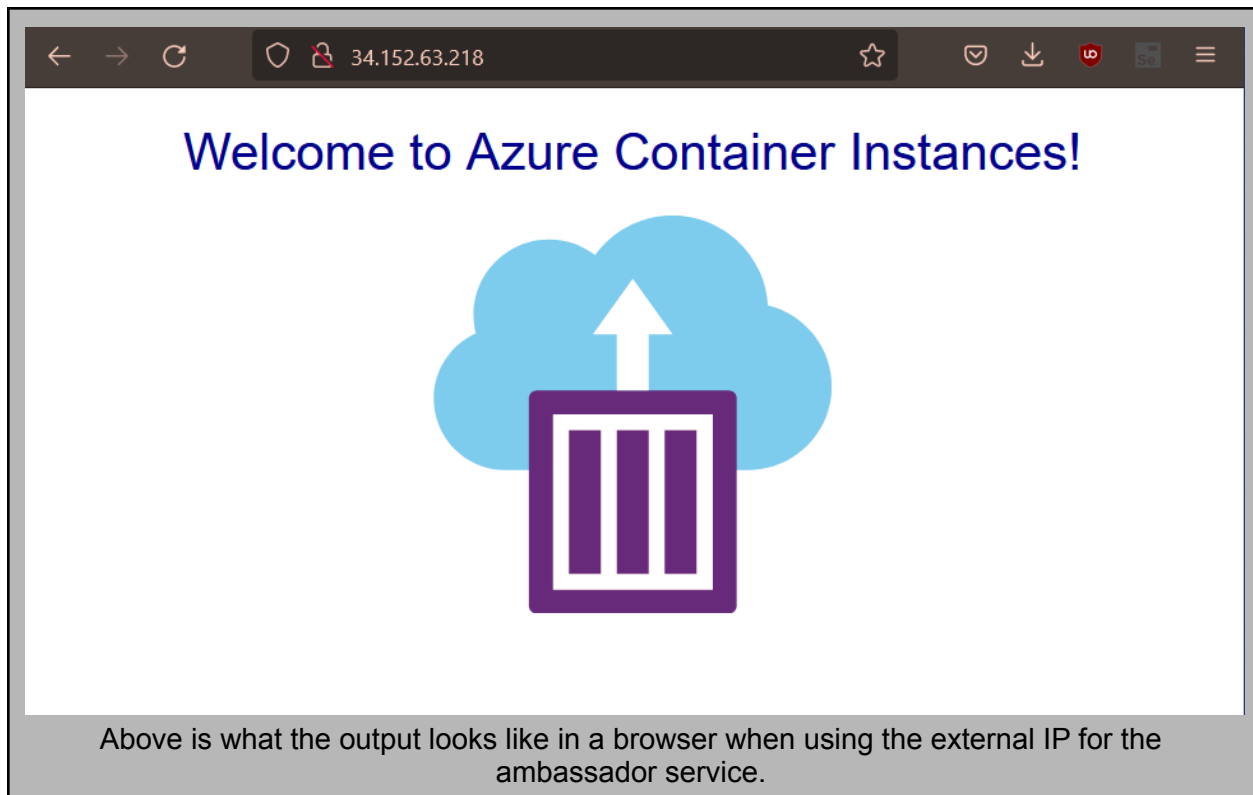 34.152.63.218
Se
Welcome to Azure Container Instances!
Above is what the output looks like in a browser when using the external IP for the
ambassador service.